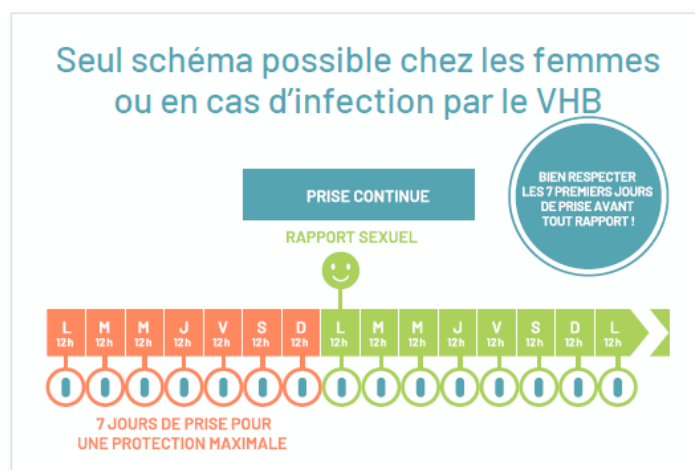 Seul schéma possible chez les femmes
ou en cas d'infection par le VHB
BIEN RESPECTER
LES 7 PREMIERS JOURS
DE PRISE AVANT
TOUT RAPPORT !
PRISE CONTINUE
RAPPORT SEXUEL
L M M J V S D L M M J V S D L
12h 12h 12h 12h 12h 12h 12h 12h 12h 12h 12h 12h 12h 12h 12h
7 JOURS DE PRISE POUR
UNE PROTECTION MAXIMALE